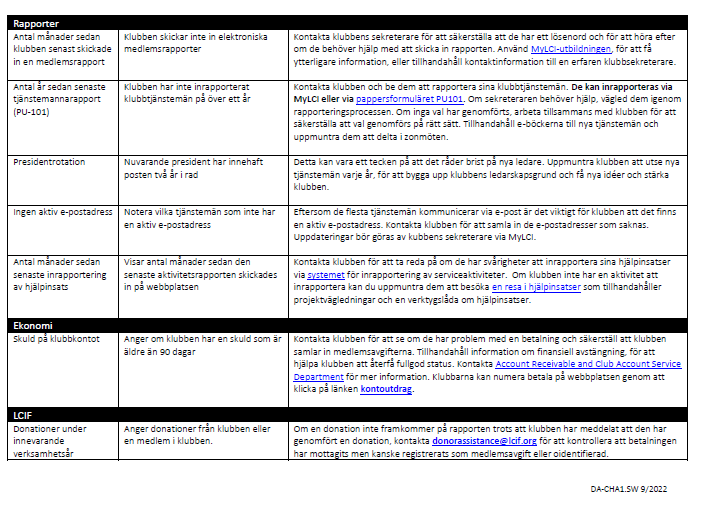 Rapporter
Antal månader sedan klubben senast skickade in en medlemsrapport
Klubben skickar inte in elektroniska medlemsrapporter
Kontakta klubbens sekreterare för att säkerställa att de har ett lösenord och för att höra efter
om de behöver hjälp med att skicka in rapporten. Använd MyLCI-utbildningen, för att få
ytterligare information, eller tillhandahåll kontaktinformation till en erfaren klubbsekreterare.
Antal år sedan senaste
tjänstemannarapport
(PU-101)
Klubben har inte inrapporterat
klubbtjänstemän på över ett år
Kontakta klubben och be dem att rapportera sina klubbtjänstemän. De kan inrapporteras via
MyLCI eller via pappersformuläret PU101. Om sekreteraren behöver hjälp, vägled dem igenom
rapporteringsprocessen. Om inga val har genomförts, arbeta tillsammans med klubben för att
säkerställa att val genomförs på rätt sätt. Tillhandahåll e-böckerna till nya tjänstemän och
uppmuntra dem att delta i zonmöten.
Presidentrotation
Nuvarande president har innehaft
posten två år i rad
Detta kan vara ett tecken på att det råder brist på nya ledare. Uppmuntra klubben att utse nya
tjänstemän varje år, för att bygga upp klubbens ledarskapsgrund och få nya idéer och stärka
klubben.
Ingen aktiv e-postadress
Notera vilka tjänstemän som inte har
en aktiv e-postadress
Eftersom de flesta tjänstemän kommunicerar via e-post är det viktigt för klubben att det finns
en aktiv e-postadress. Kontakta klubben för att samla in de e-postadresser som saknas.
Uppdateringar bör göras av kubbens sekreterare via MyLCI.
Antal månader sedan
senaste inrapportering
av hjälpinsats
Visar antal månader sedan den
senaste aktivitetsrapporten skickades
in på webbplatsen
Kontakta klubben för att ta reda på om de har svårigheter att inrapportera sina hjälpinsatser
via systemet för inrapportering av serviceaktiviteter. Om klubben inte har en aktivitet att
inrapportera kan du uppmuntra dem att besöka en resa i hjälpinsatser som tillhandahåller
projektvägledningar och en verktygslåda om hjälpinsatser.
Ekonomi
Skuld på klubbkontot
Anger om klubben har en skuld som är
äldre än 90 dagar
Kontakta klubben för att se om de har problem med en betalning och säkerställ att klubben
samlar in medlemsavgifterna. Tillhandahåll information om finansiell avstängning, för att
hjälpa klubben att återfå fullgod status. Kontakta Account Receivable and Club Account Service
Department för mer information. Klubbarna kan numera betala på webbplatsen genom att
klicka på länken kontoutdrag.
LCIF
Donationer under
innevarande
verksamhetsår
Anger donationer från klubben eller
en medlem i klubben.
Om en donation inte framkommer på rapporten trots att klubben har meddelat att den har
genomfört en donation, kontakta donorassistance@lcif.org för att kontrollera att betalningen
har mottagits men kanske registrerats som medlemsavgift eller oidentifierad.
DA-CHA1.SW 9/2022